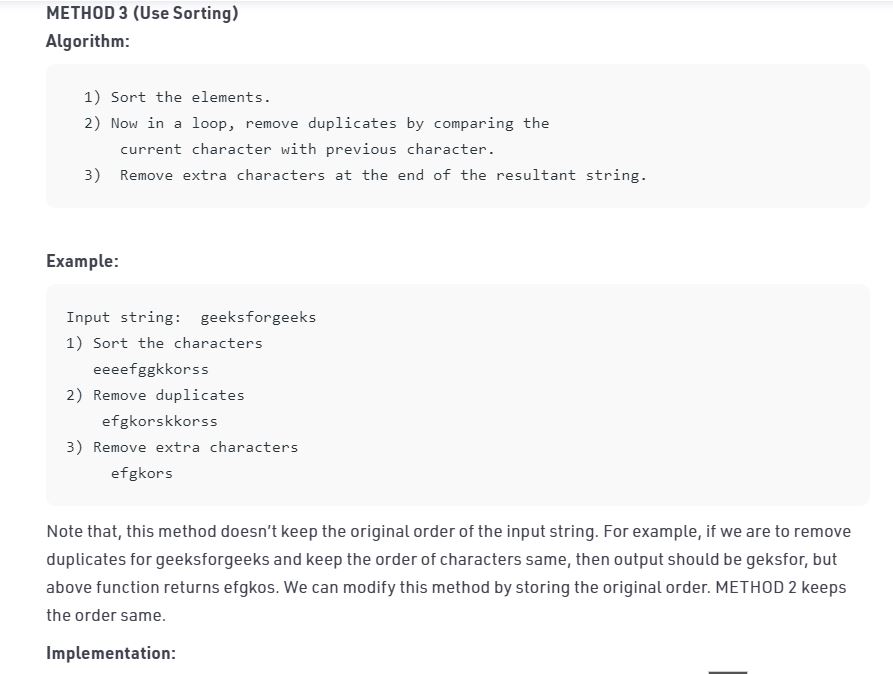 METHOD 3 (Use Sorting)
Algorithm:
1) Sort the elements.
2) Now in a loop, remove duplicates by comparing the
current character with previous character.
3) Remove extra characters at the end of the resultant string.
Example:
Input string: geeksforgeeks
1) Sort the characters
eeeefggkkorss
2) Remove duplicates
efgkorskkorss
3) Remove extra characters
efgkors
Note that, this method doesn't keep the original order of the input string. For example, if we are to remove
duplicates for geeksforgeeks and keep the order of characters same, then output should be geksfor, but
above function returns efgkos. We can modify this method by storing the original order. METHOD 2 keeps
the order same.
Implementation: